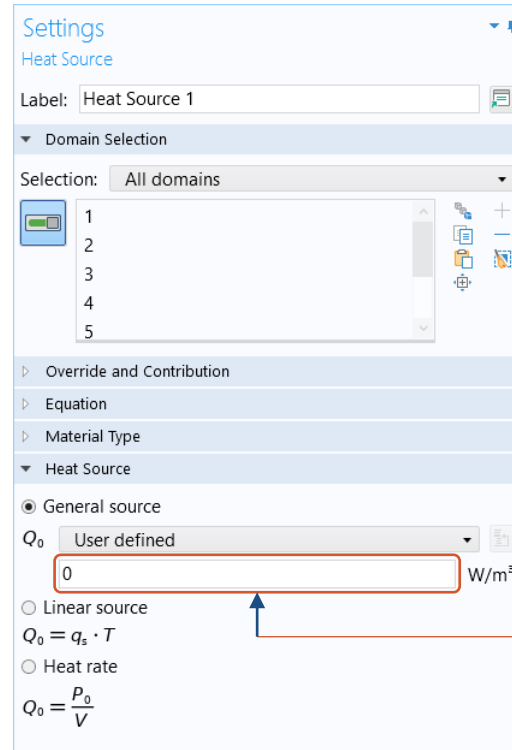 Settings
Heat Source
Label: Heat Source 1
Domain Selection
Selection: All domains
1
2
3
4
5
Override and Contribution
Equation
Material Type
Heat Source
General source
Q₀ User defined
0 W/m³
Linear source
Q₀ = qₛ · T
Heat rate
Q₀ = P₀/V